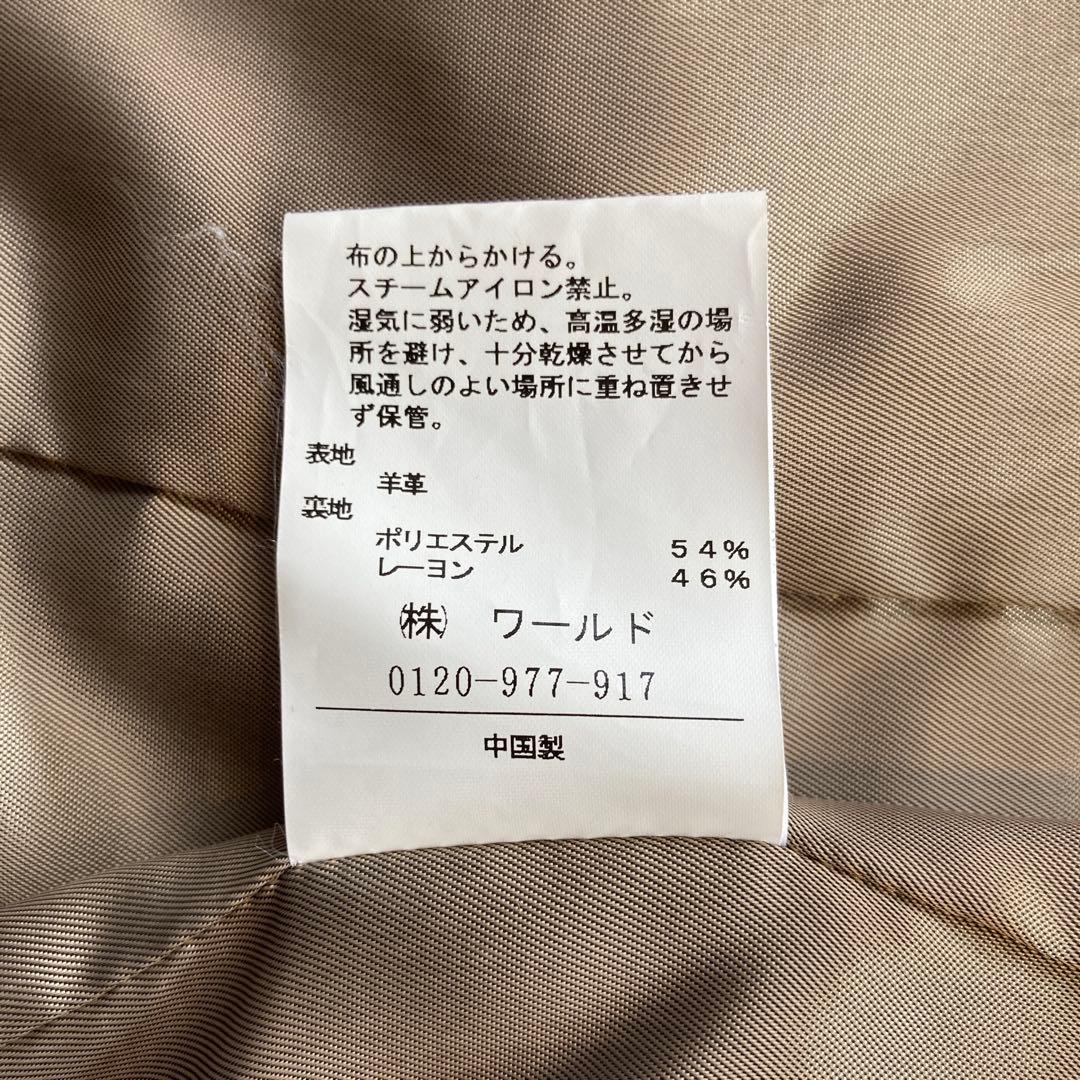 布の上からかける。
スチームアイロン禁止。
湿気に弱いため、高温多湿の場
所を避け、十分乾燥させてから
風通しのよい場所に重ね置きせ
ず保管。
表地
羊革
裏地
ポリエステル 54%
レーヨン 46%
㈱ ワールド
0120-977-917
中国製